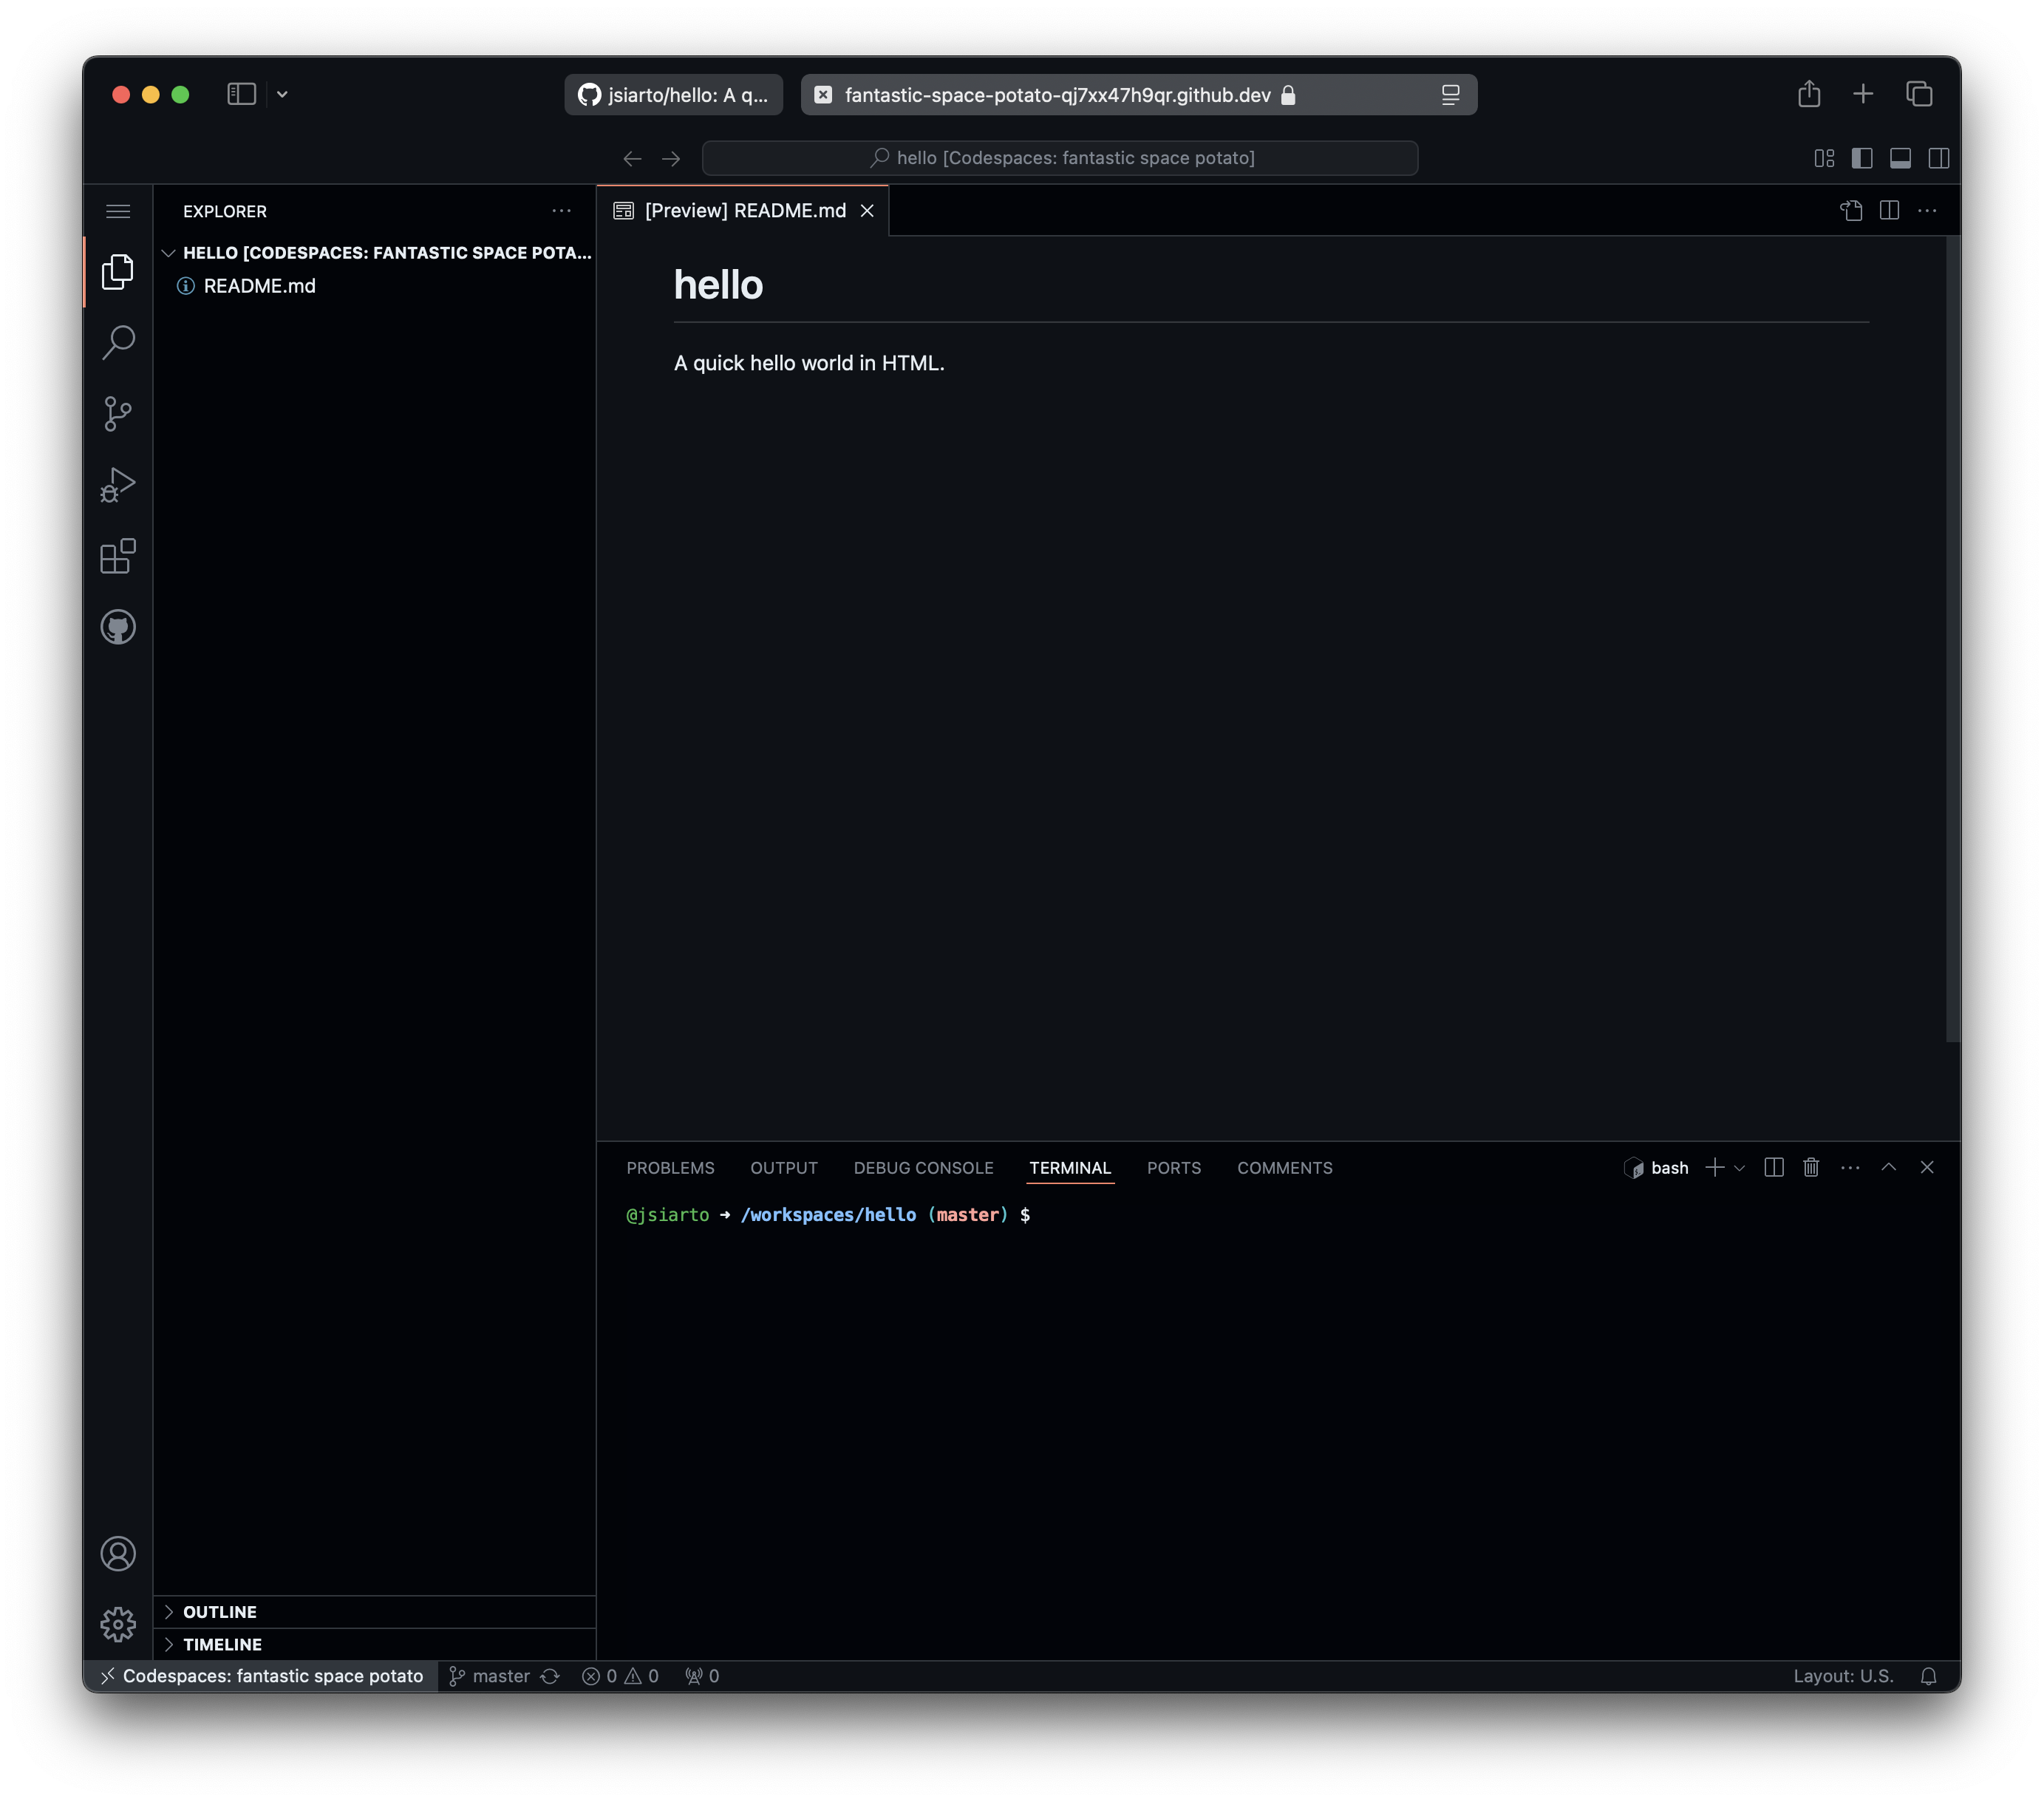 jsiarto/hello: A q...
fantastic-space-potato-qj7xx47h9qr.github.dev
hello [Codespaces: fantastic space potato]
EXPLORER
HELLO [CODESPACES: FANTASTIC SPACE POTA...
README.md
[Preview] README.md
hello
A quick hello world in HTML.
PROBLEMS OUTPUT DEBUG CONSOLE TERMINAL PORTS COMMENTS
bash
@jsiarto ➜ /workspaces/hello (master) $
OUTLINE
TIMELINE
Codespaces: fantastic space potato master 0 0 0 Layout: U.S.